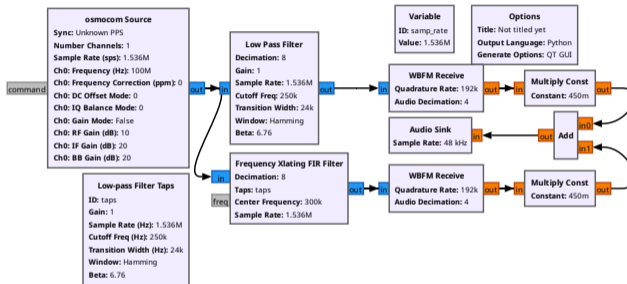 osmocom Source
Sync: Unknown PPS
Number Channels: 1
Sample Rate (sps): 1.536M
Ch0: Frequency (Hz): 100M
Ch0: Frequency Correction (ppm): 0
Ch0: DC Offset Mode: 0
Ch0: IQ Balance Mode: 0
Ch0: Gain Mode: False
Ch0: RF Gain (dB): 10
Ch0: IF Gain (dB): 20
Ch0: BB Gain (dB): 20
command
out
Low-pass Filter Taps
ID: taps
Gain: 1
Sample Rate (Hz): 1.536M
Cutoff Freq (Hz): 250k
Transition Width (Hz): 24k
Window: Hamming
Beta: 6.76
in
Low Pass Filter
Decimation: 8
Gain: 1
Sample Rate: 1.536M
Cutoff Freq: 250k
Transition Width: 24k
Window: Hamming
Beta: 6.76
out
in
freq
Frequency Xlating FIR Filter
Decimation: 8
Taps: taps
Center Frequency: 300k
Sample Rate: 1.536M
out
Variable
ID: samp_rate
Value: 1.536M
Options
Title: Not titled yet
Output Language: Python
Generate Options: QT GUI
in
WBFM Receive
Quadrature Rate: 192k
Audio Decimation: 4
out
in
Multiply Const
Constant: 450m
out
Audio Sink
Sample Rate: 48 kHz
in
out
Add
in0
in1
in
WBFM Receive
Quadrature Rate: 192k
Audio Decimation: 4
out
in
Multiply Const
Constant: 450m
out